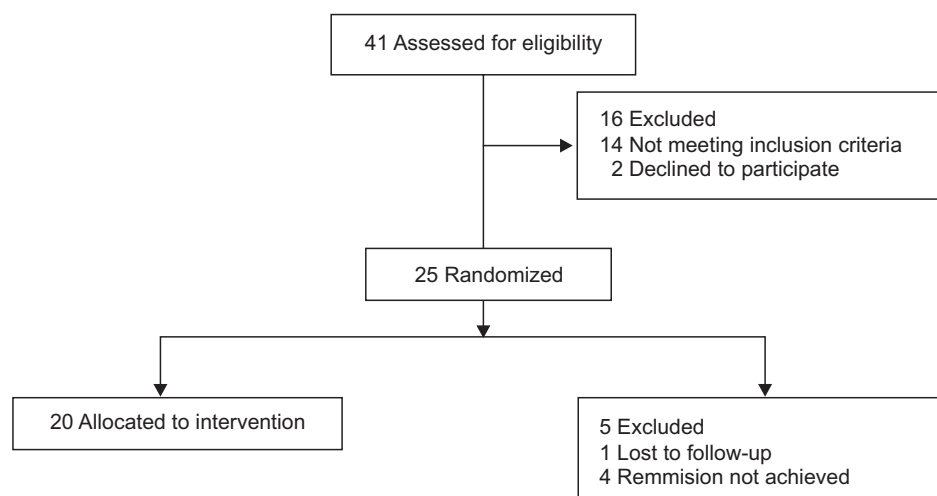 41 Assessed for eligibility
16 Excluded
14 Not meeting inclusion criteria
2 Declined to participate
25 Randomized
20 Allocated to intervention
5 Excluded
1 Lost to follow-up
4 Remmision not achieved